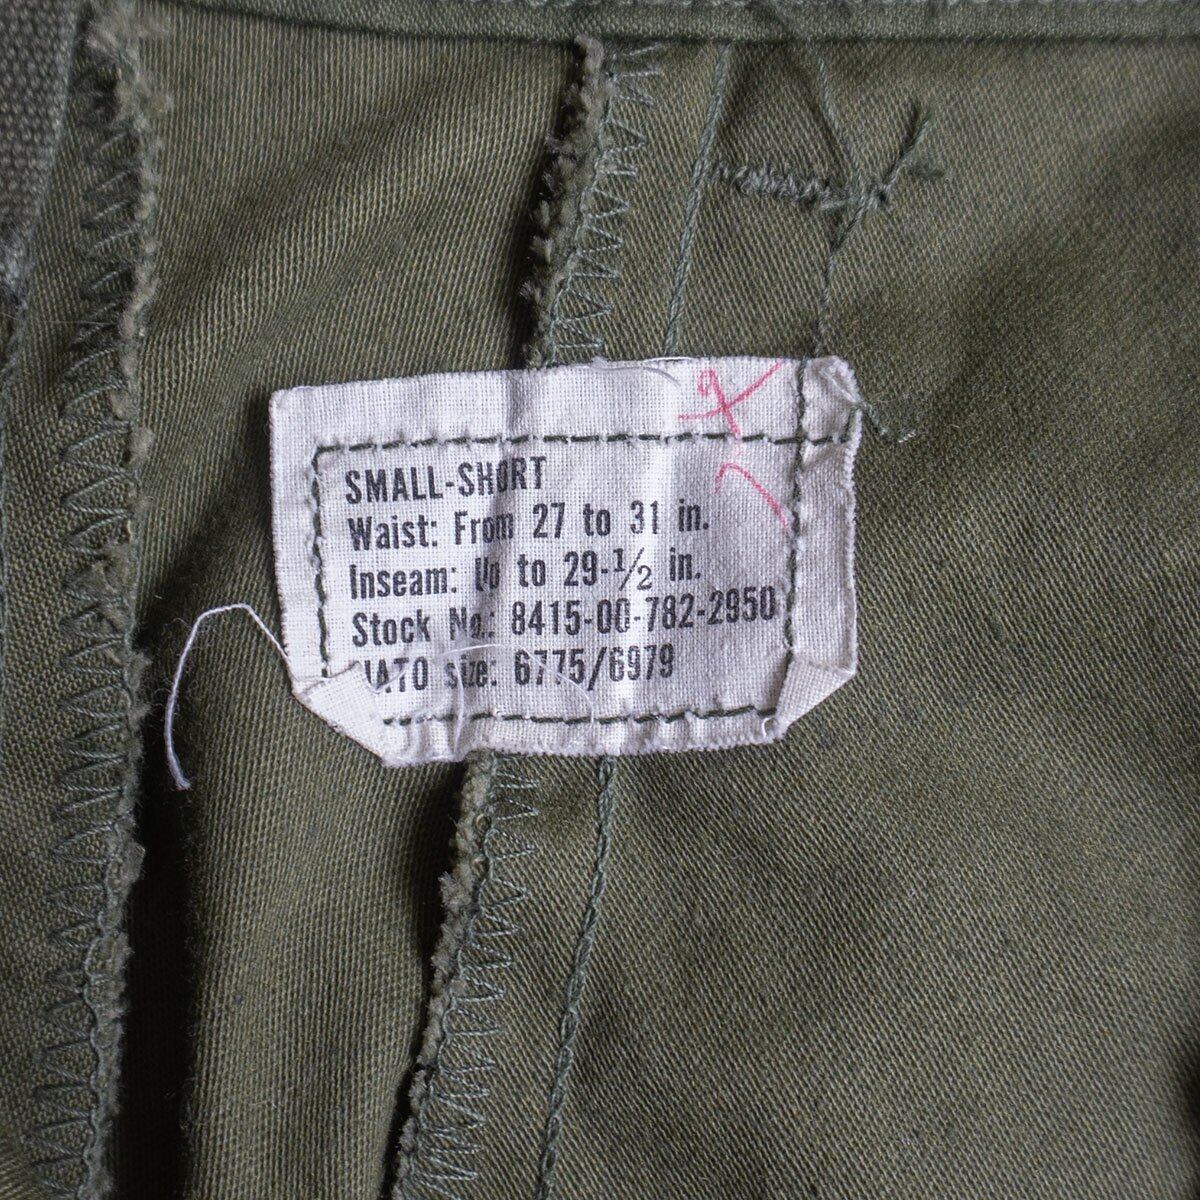 SMALL-SHORT
Waist: From 27 to 31 in.
Inseam: Up to 29-1/2 in.
Stock No.: 8415-00-782-2950
NATO size: 6775/6979